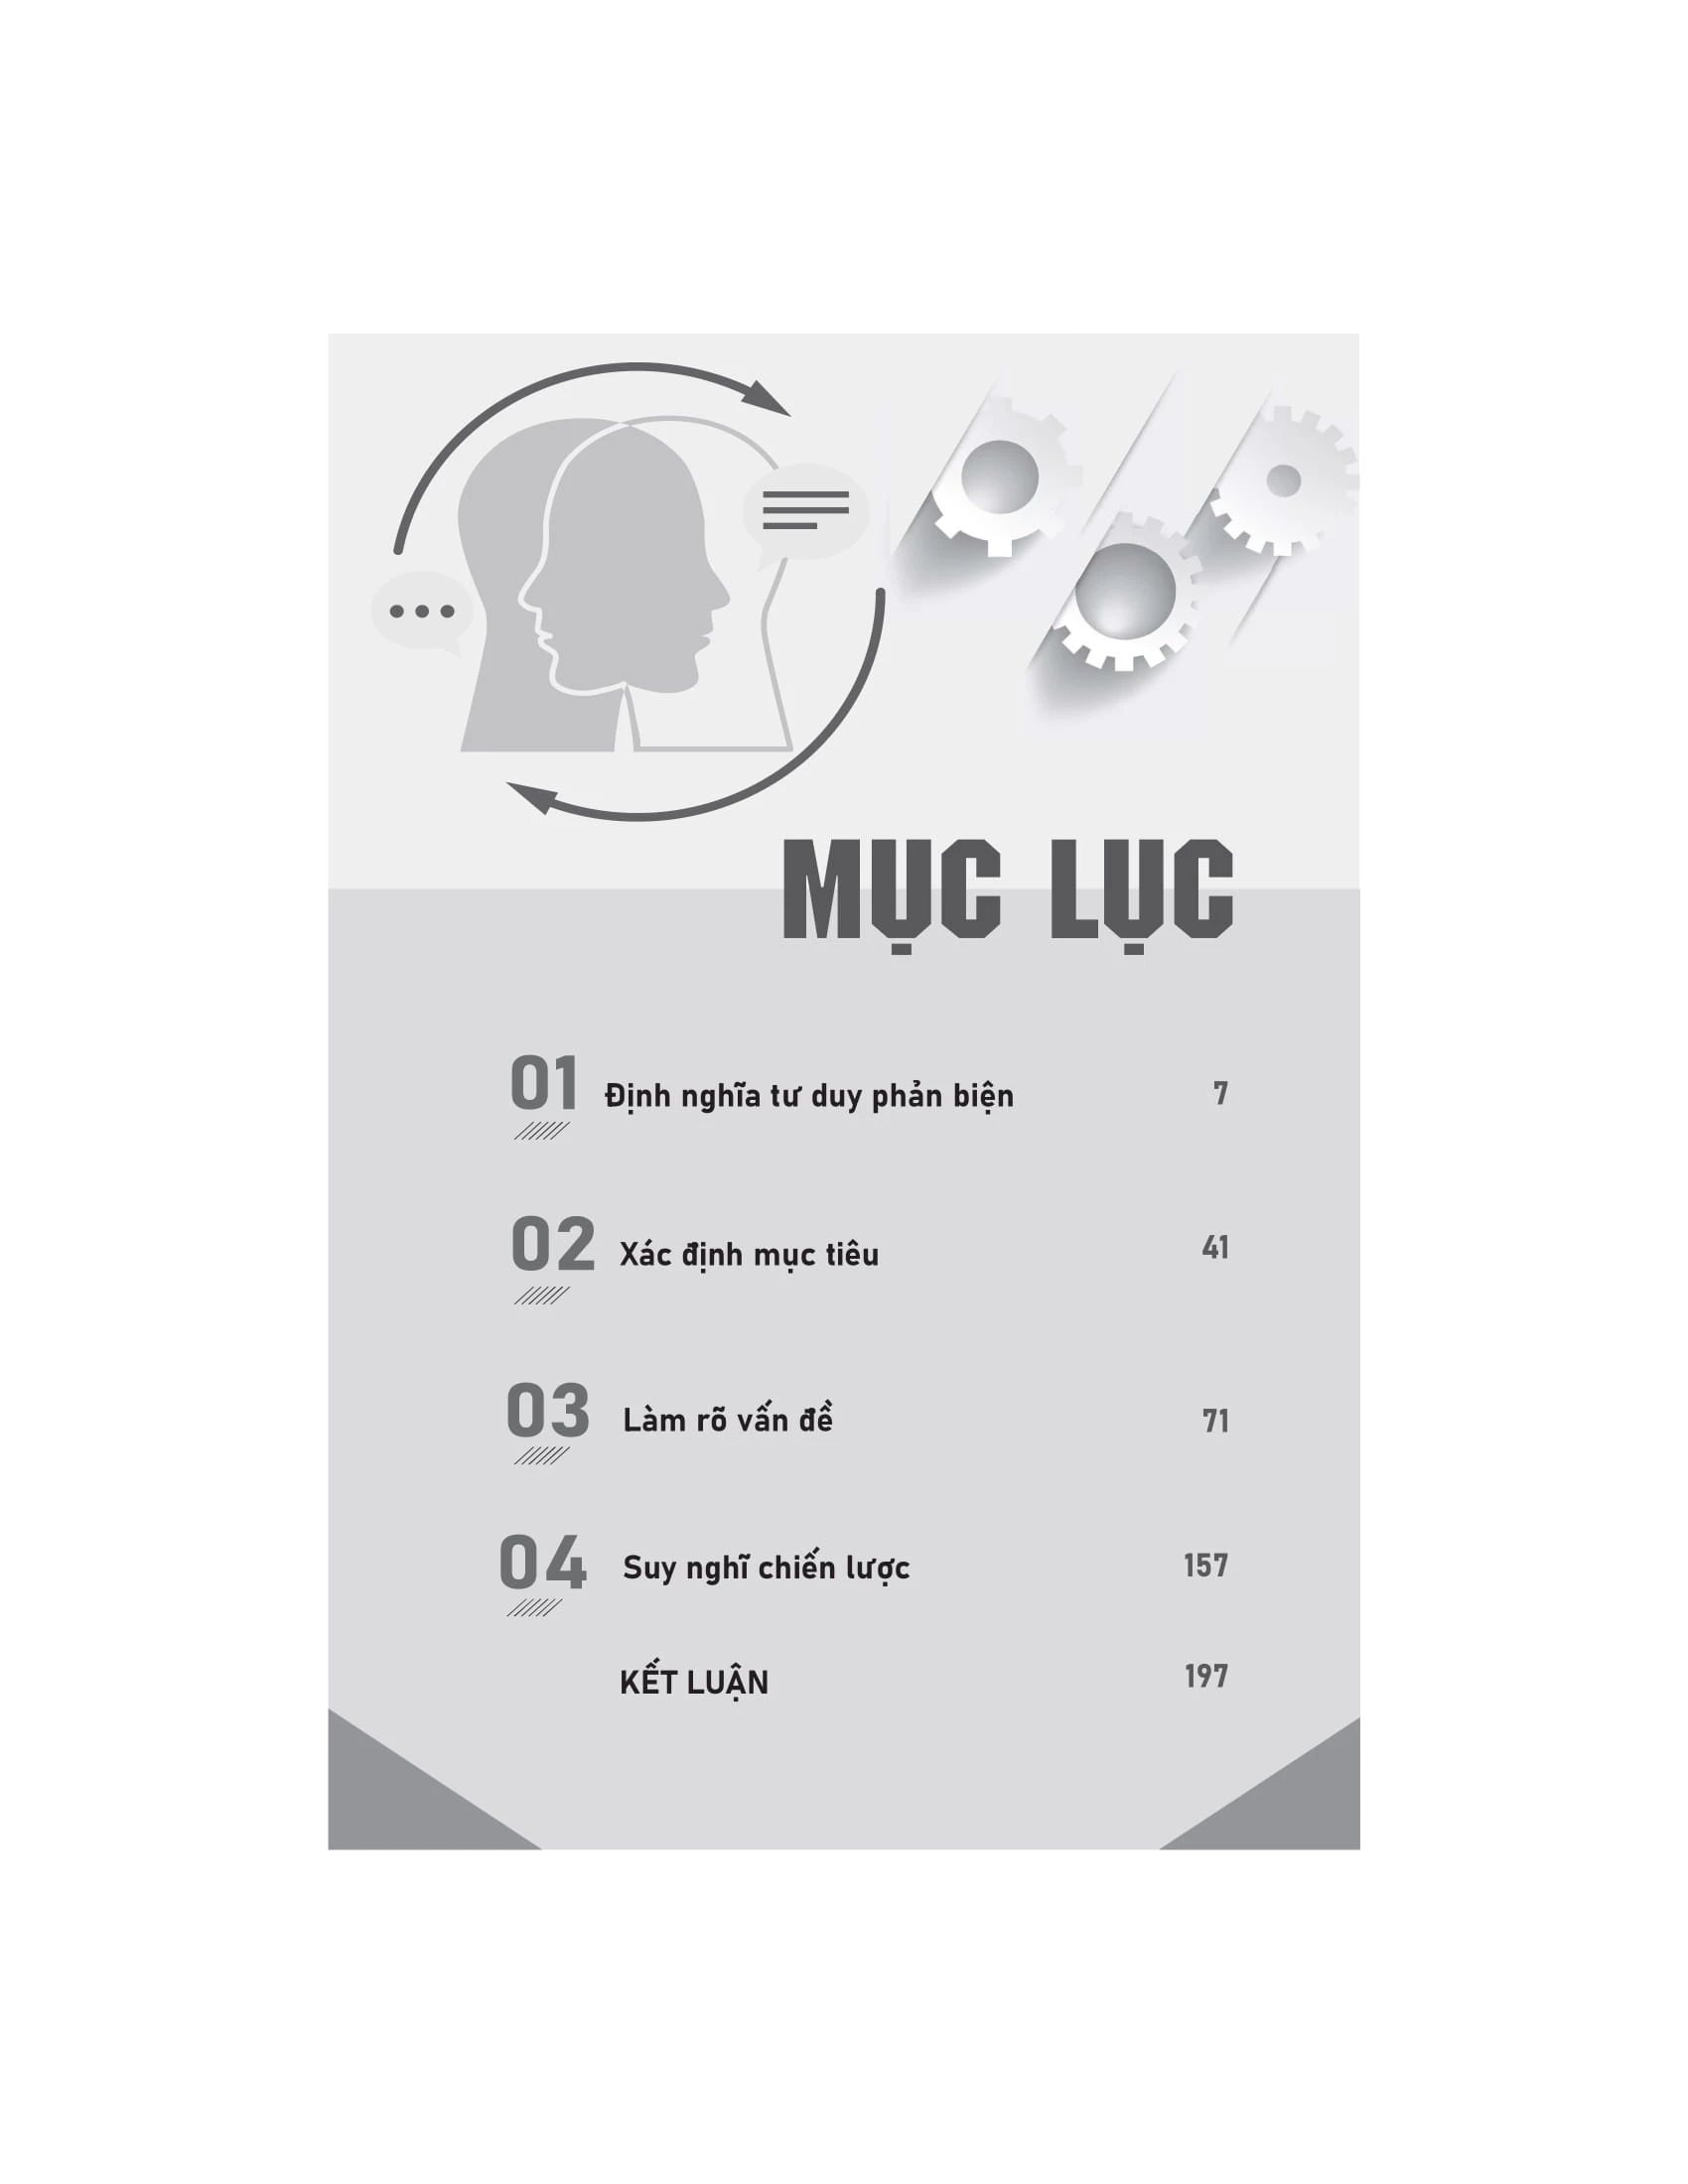 MỤC LỤC
01 Định nghĩa tư duy phản biện 7
02 Xác định mục tiêu 41
03 Làm rõ vấn đề 71
04 Suy nghĩ chiến lược 157
KẾT LUẬN 197